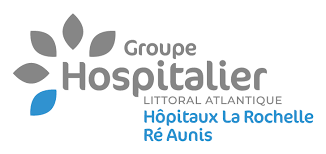 Groupe
Hospitalier
LITTORAL ATLANTIQUE
Hôpitaux La Rochelle
Ré Aunis